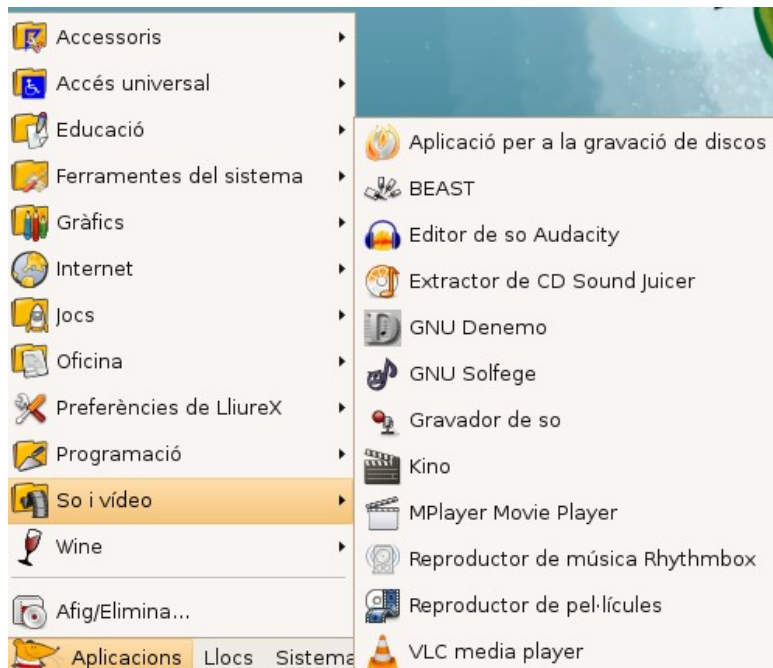 Accessoris
Accés universal
Educació
Ferramentes del sistema
Gràfics
Internet
Jocs
Oficina
Preferències de LliureX
Programació
So i vídeo
Wine
Afig/Elimina...
Aplicacions Llocs Sistema
Aplicació per a la gravació de discos
BEAST
Editor de so Audacity
Extractor de CD Sound Juicer
GNU Denemo
GNU Solfege
Gravador de so
Kino
MPlayer Movie Player
Reproductor de música Rhythmbox
Reproductor de pel·lícules
VLC media player